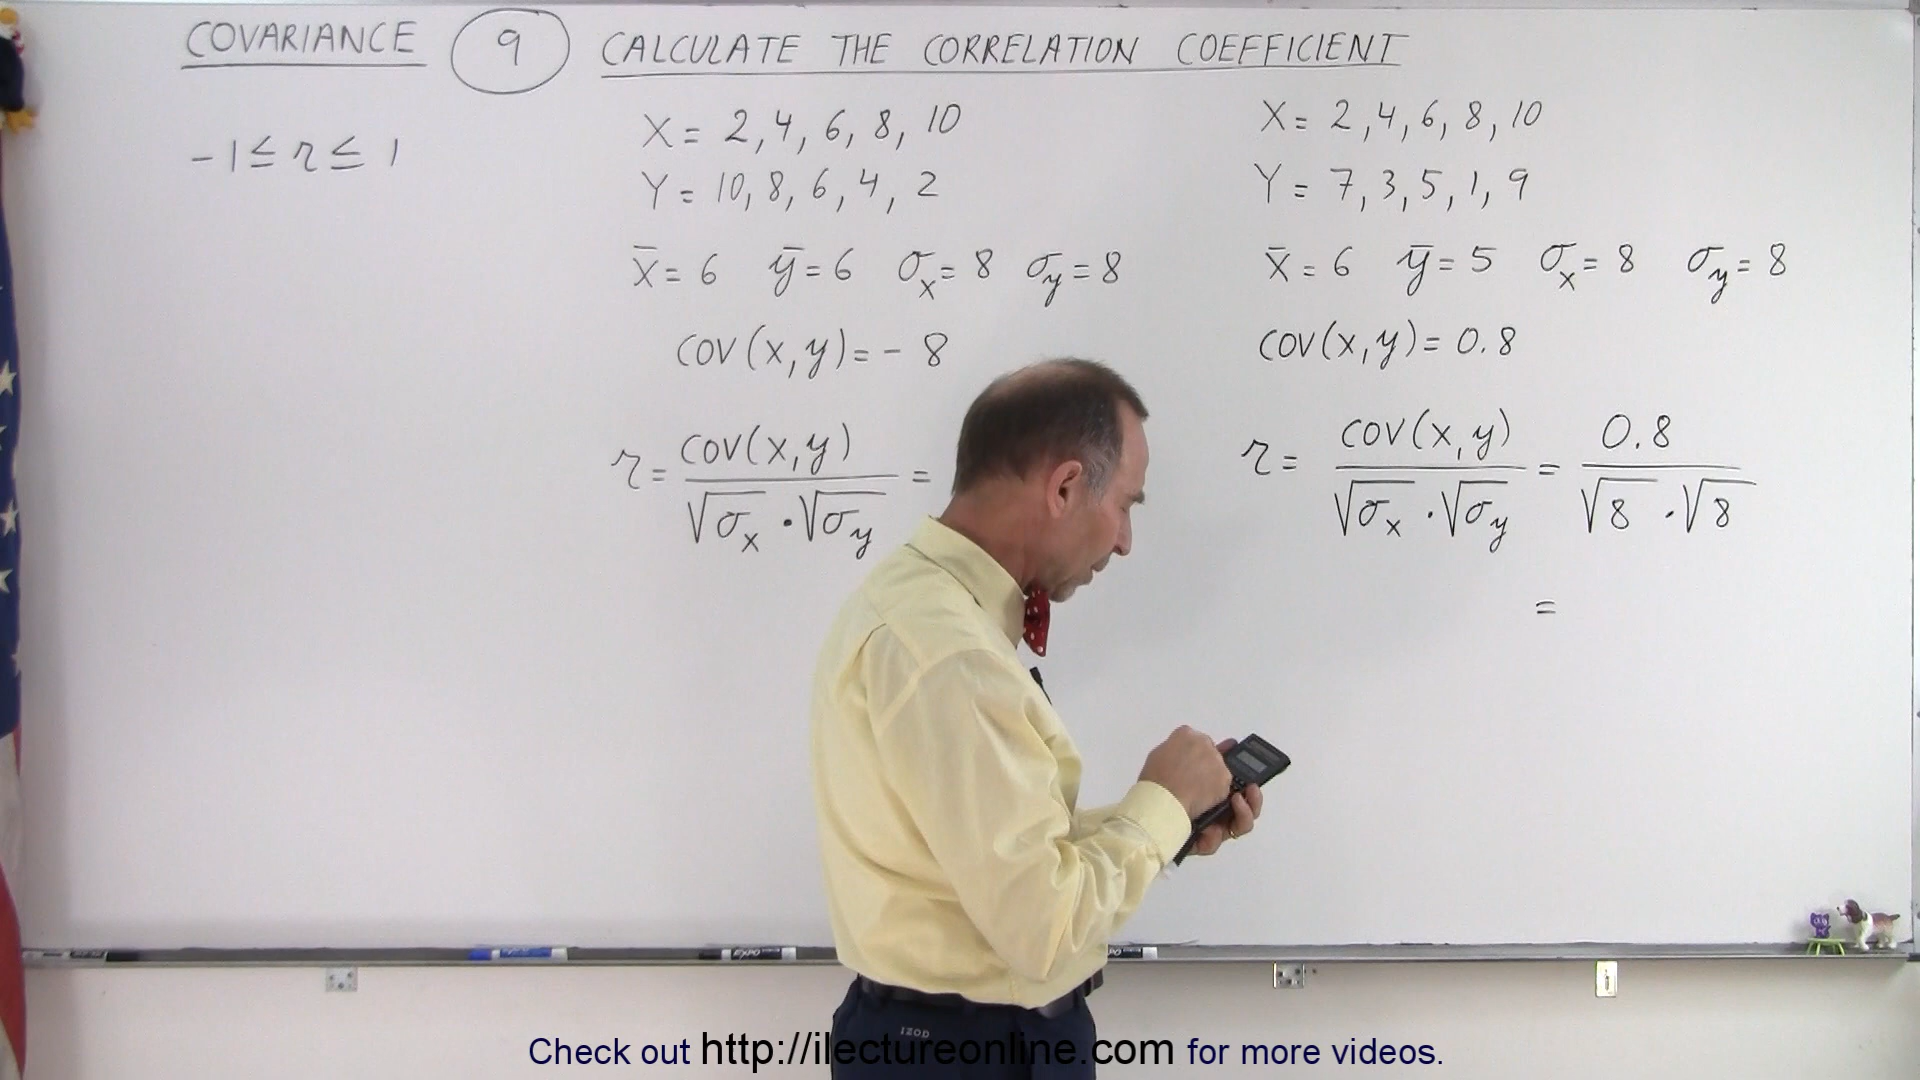 COVARIANCE 9 CALCULATE THE CORRELATION COEFFICIENT
-1 ≤ r ≤ 1
X = 2, 4, 6, 8, 10
Y = 10, 8, 6, 4, 2
x̄ = 6 ȳ = 6 σx = 8 σy = 8
COV(x,y) = - 8
r = COV(x,y) / √σx · √σy =
X = 2, 4, 6, 8, 10
Y = 7, 3, 5, 1, 9
x̄ = 6 ȳ = 5 σx = 8 σy = 8
COV(x,y) = 0.8
r = COV(x,y) / √σx · √σy = 0.8 / √8 · √8
=
IZOD
Check out http://ilectureonline.com for more videos.